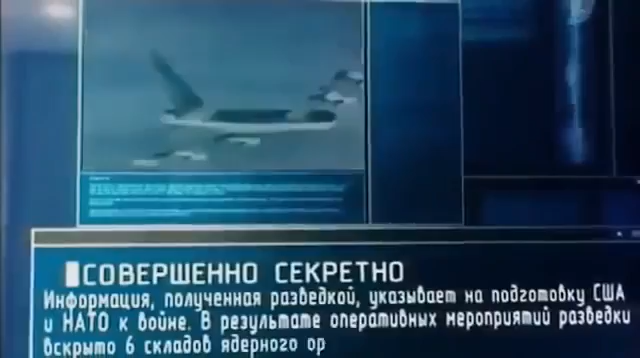 СОВЕРШЕННО СЕКРЕТНО
Информация, полученная разведкой, указывает на подготовку США
и НАТО к войне. В результате оперативных мероприятий разведки
вскрыто 6 складов ядерного ор